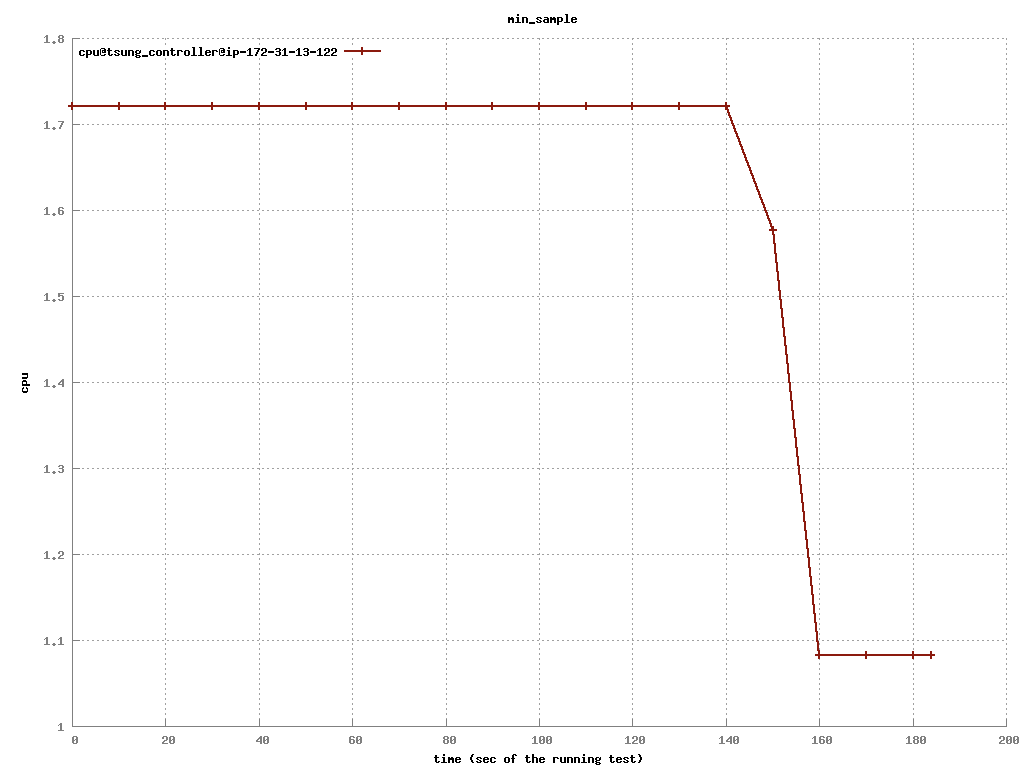 min_sample
1.8
cpu@tsung_controller@ip-172-31-13-122
1.7
1.6
1.5
1.4
cpu
1.3
1.2
1.1
1
0 20 40 60 80 100 120 140 160 180 200
time (sec of the running test)